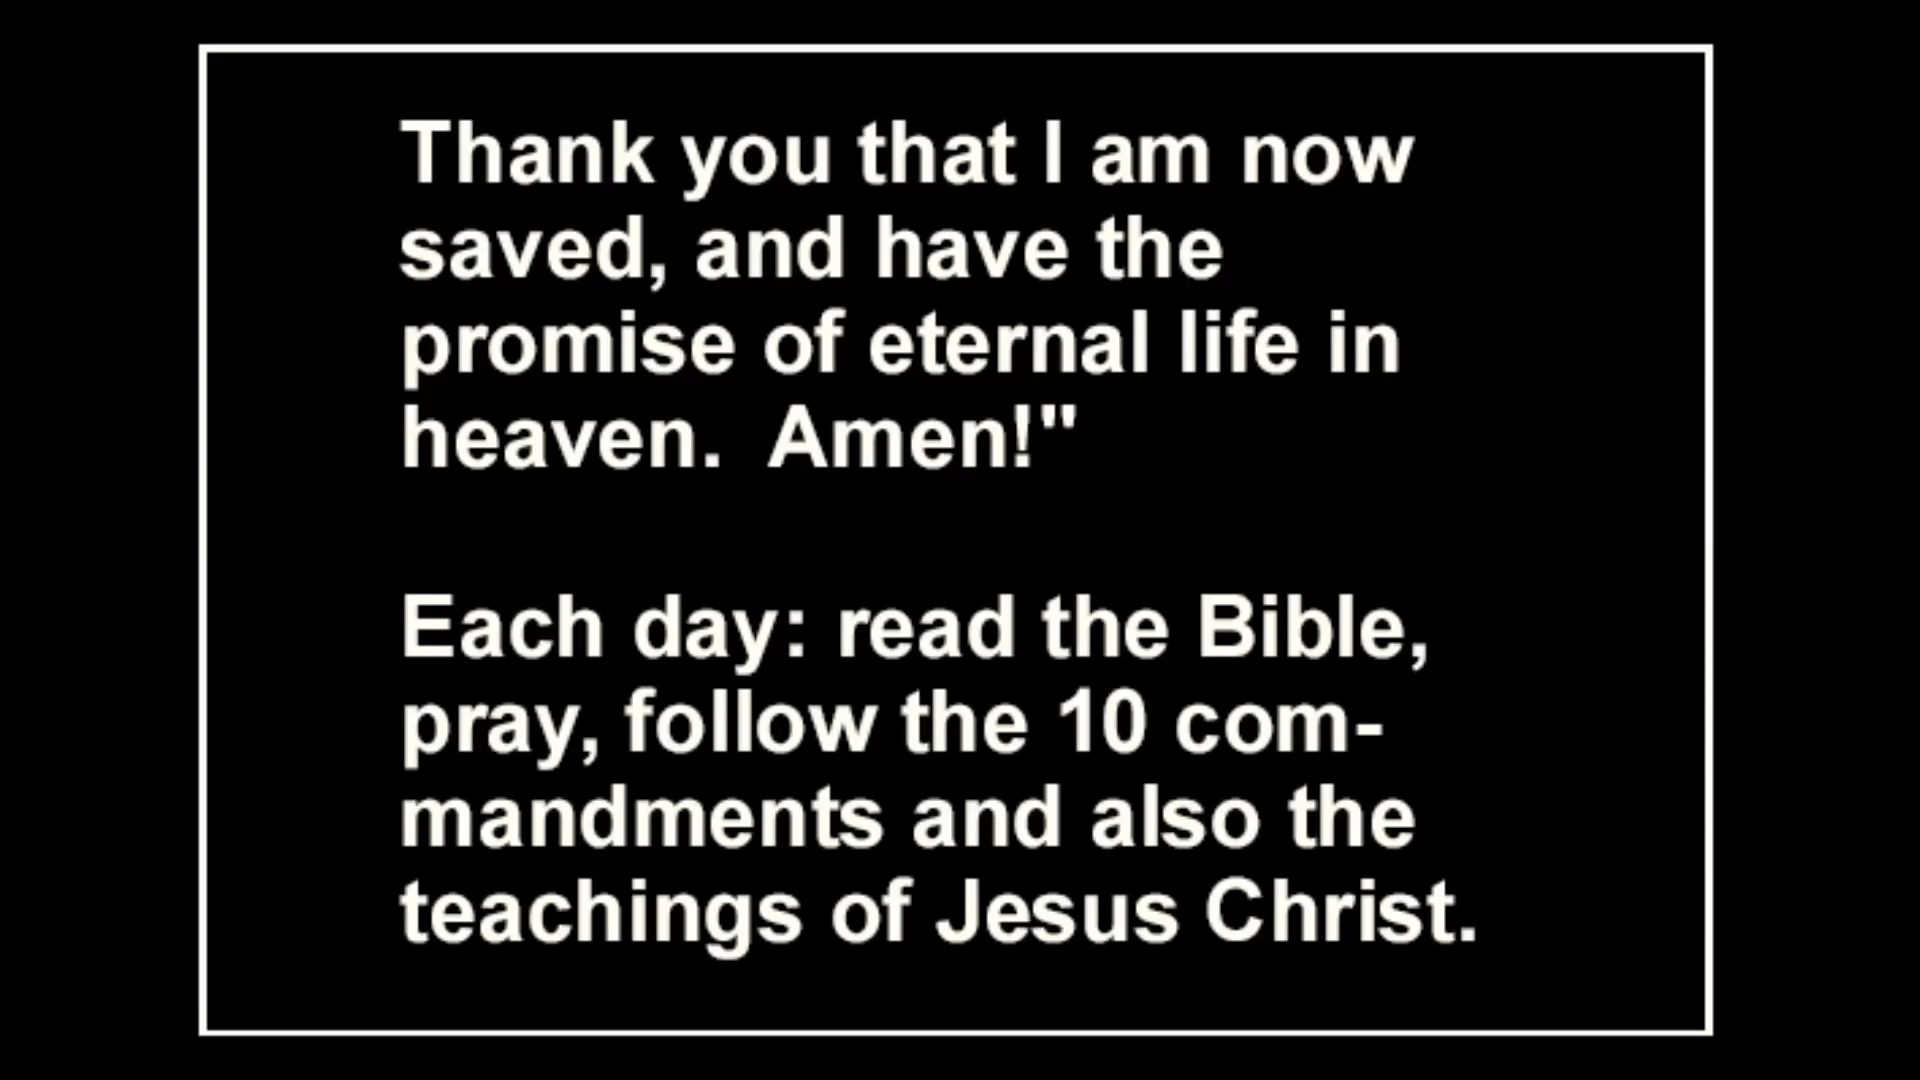 Thank you that I am now
saved, and have the
promise of eternal life in
heaven.  Amen!"
Each day: read the Bible,
pray, follow the 10 com-
mandments and also the
teachings of Jesus Christ.